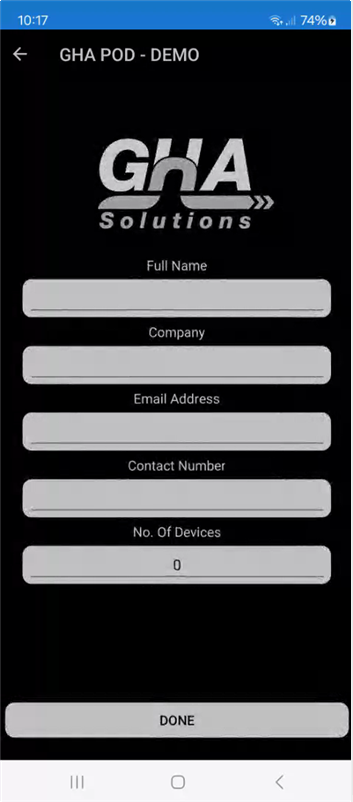 10:17
74%
GHA POD - DEMO
GHA
Solutions
Full Name
Company
Email Address
Contact Number
No. Of Devices
0
DONE